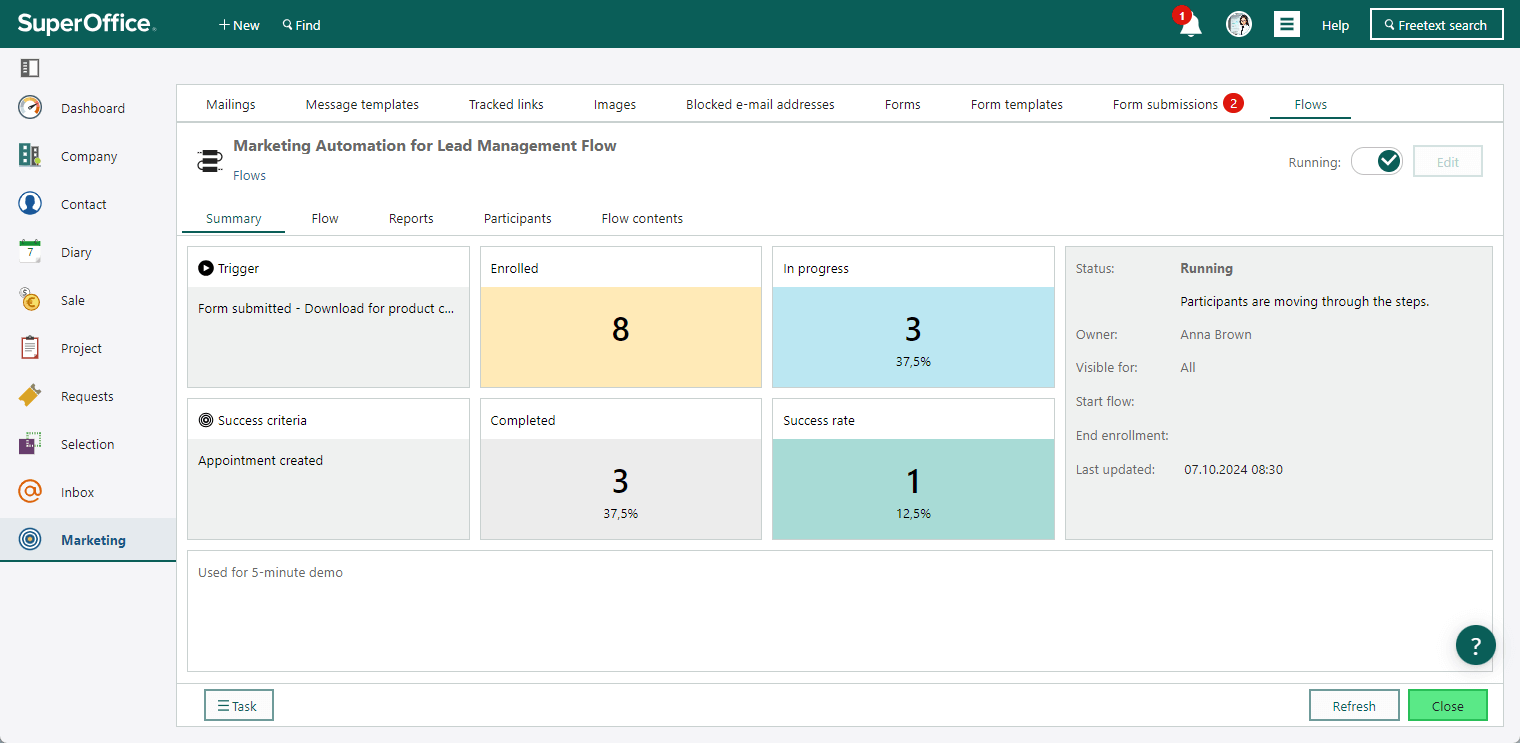 SuperOffice
+ New
Find
1
Help
Freetext search
Dashboard
Company
Contact
7
Diary
Sale
Project
Requests
Selection
Inbox
Marketing
Mailings
Message templates
Tracked links
Images
Blocked e-mail addresses
Forms
Form templates
Form submissions 2
Flows
Marketing Automation for Lead Management Flow
Flows
Running:
Edit
Summary
Flow
Reports
Participants
Flow contents
Trigger
Form submitted - Download for product c...
Enrolled
8
In progress
3
37,5%
Success criteria
Appointment created
Completed
3
37,5%
Success rate
1
12,5%
Status: Running
Participants are moving through the steps.
Owner: Anna Brown
Visible for: All
Start flow:
End enrollment:
Last updated: 07.10.2024 08:30
Used for 5-minute demo
?
Task
Refresh
Close